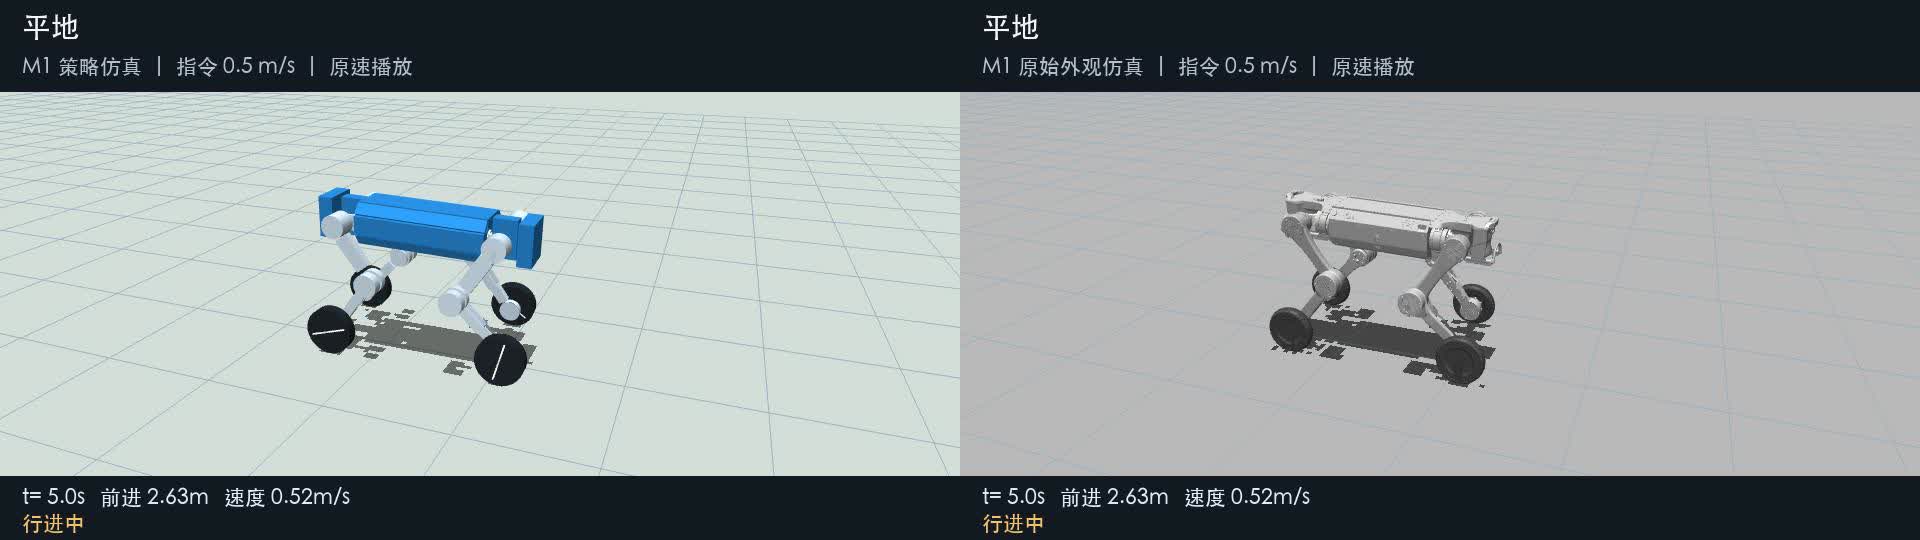 平地
M1 策略仿真 | 指令 0.5 m/s | 原速播放
t= 5.0s 前进 2.63m 速度 0.52m/s
行进中
平地
M1 原始外观仿真 | 指令 0.5 m/s | 原速播放
t= 5.0s 前进 2.63m 速度 0.52m/s
行进中